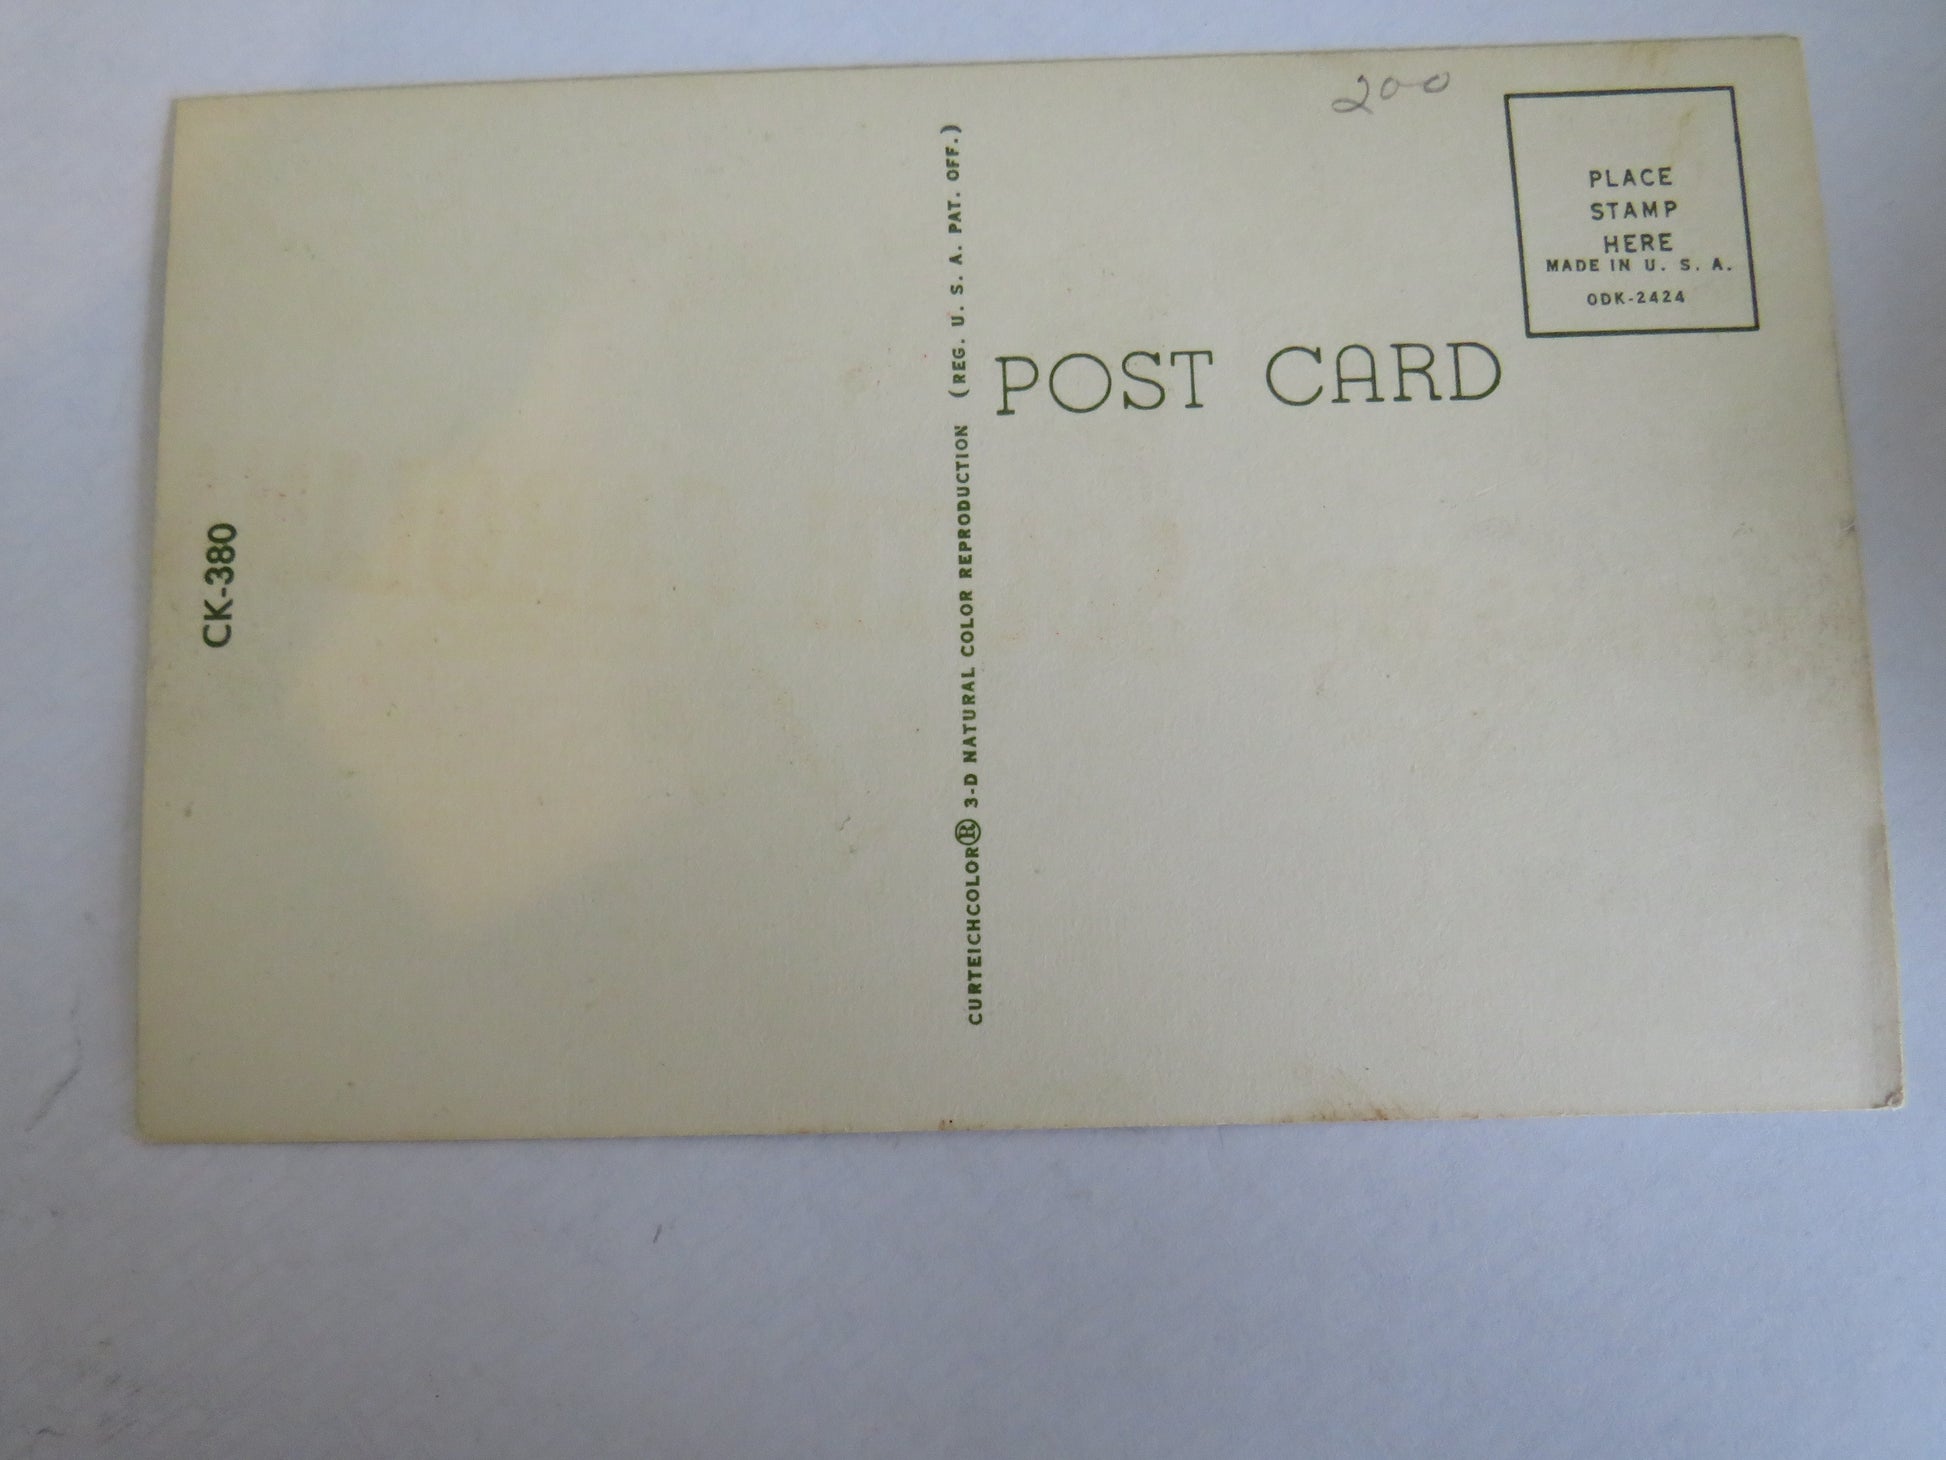 200
PLACE
STAMP
HERE
MADE IN U. S. A.
ODK-2424
POST CARD
CURTEICHCOLOR® 3-D NATURAL COLOR REPRODUCTION (REG. U. S. A. PAT. OFF.)
CK-380